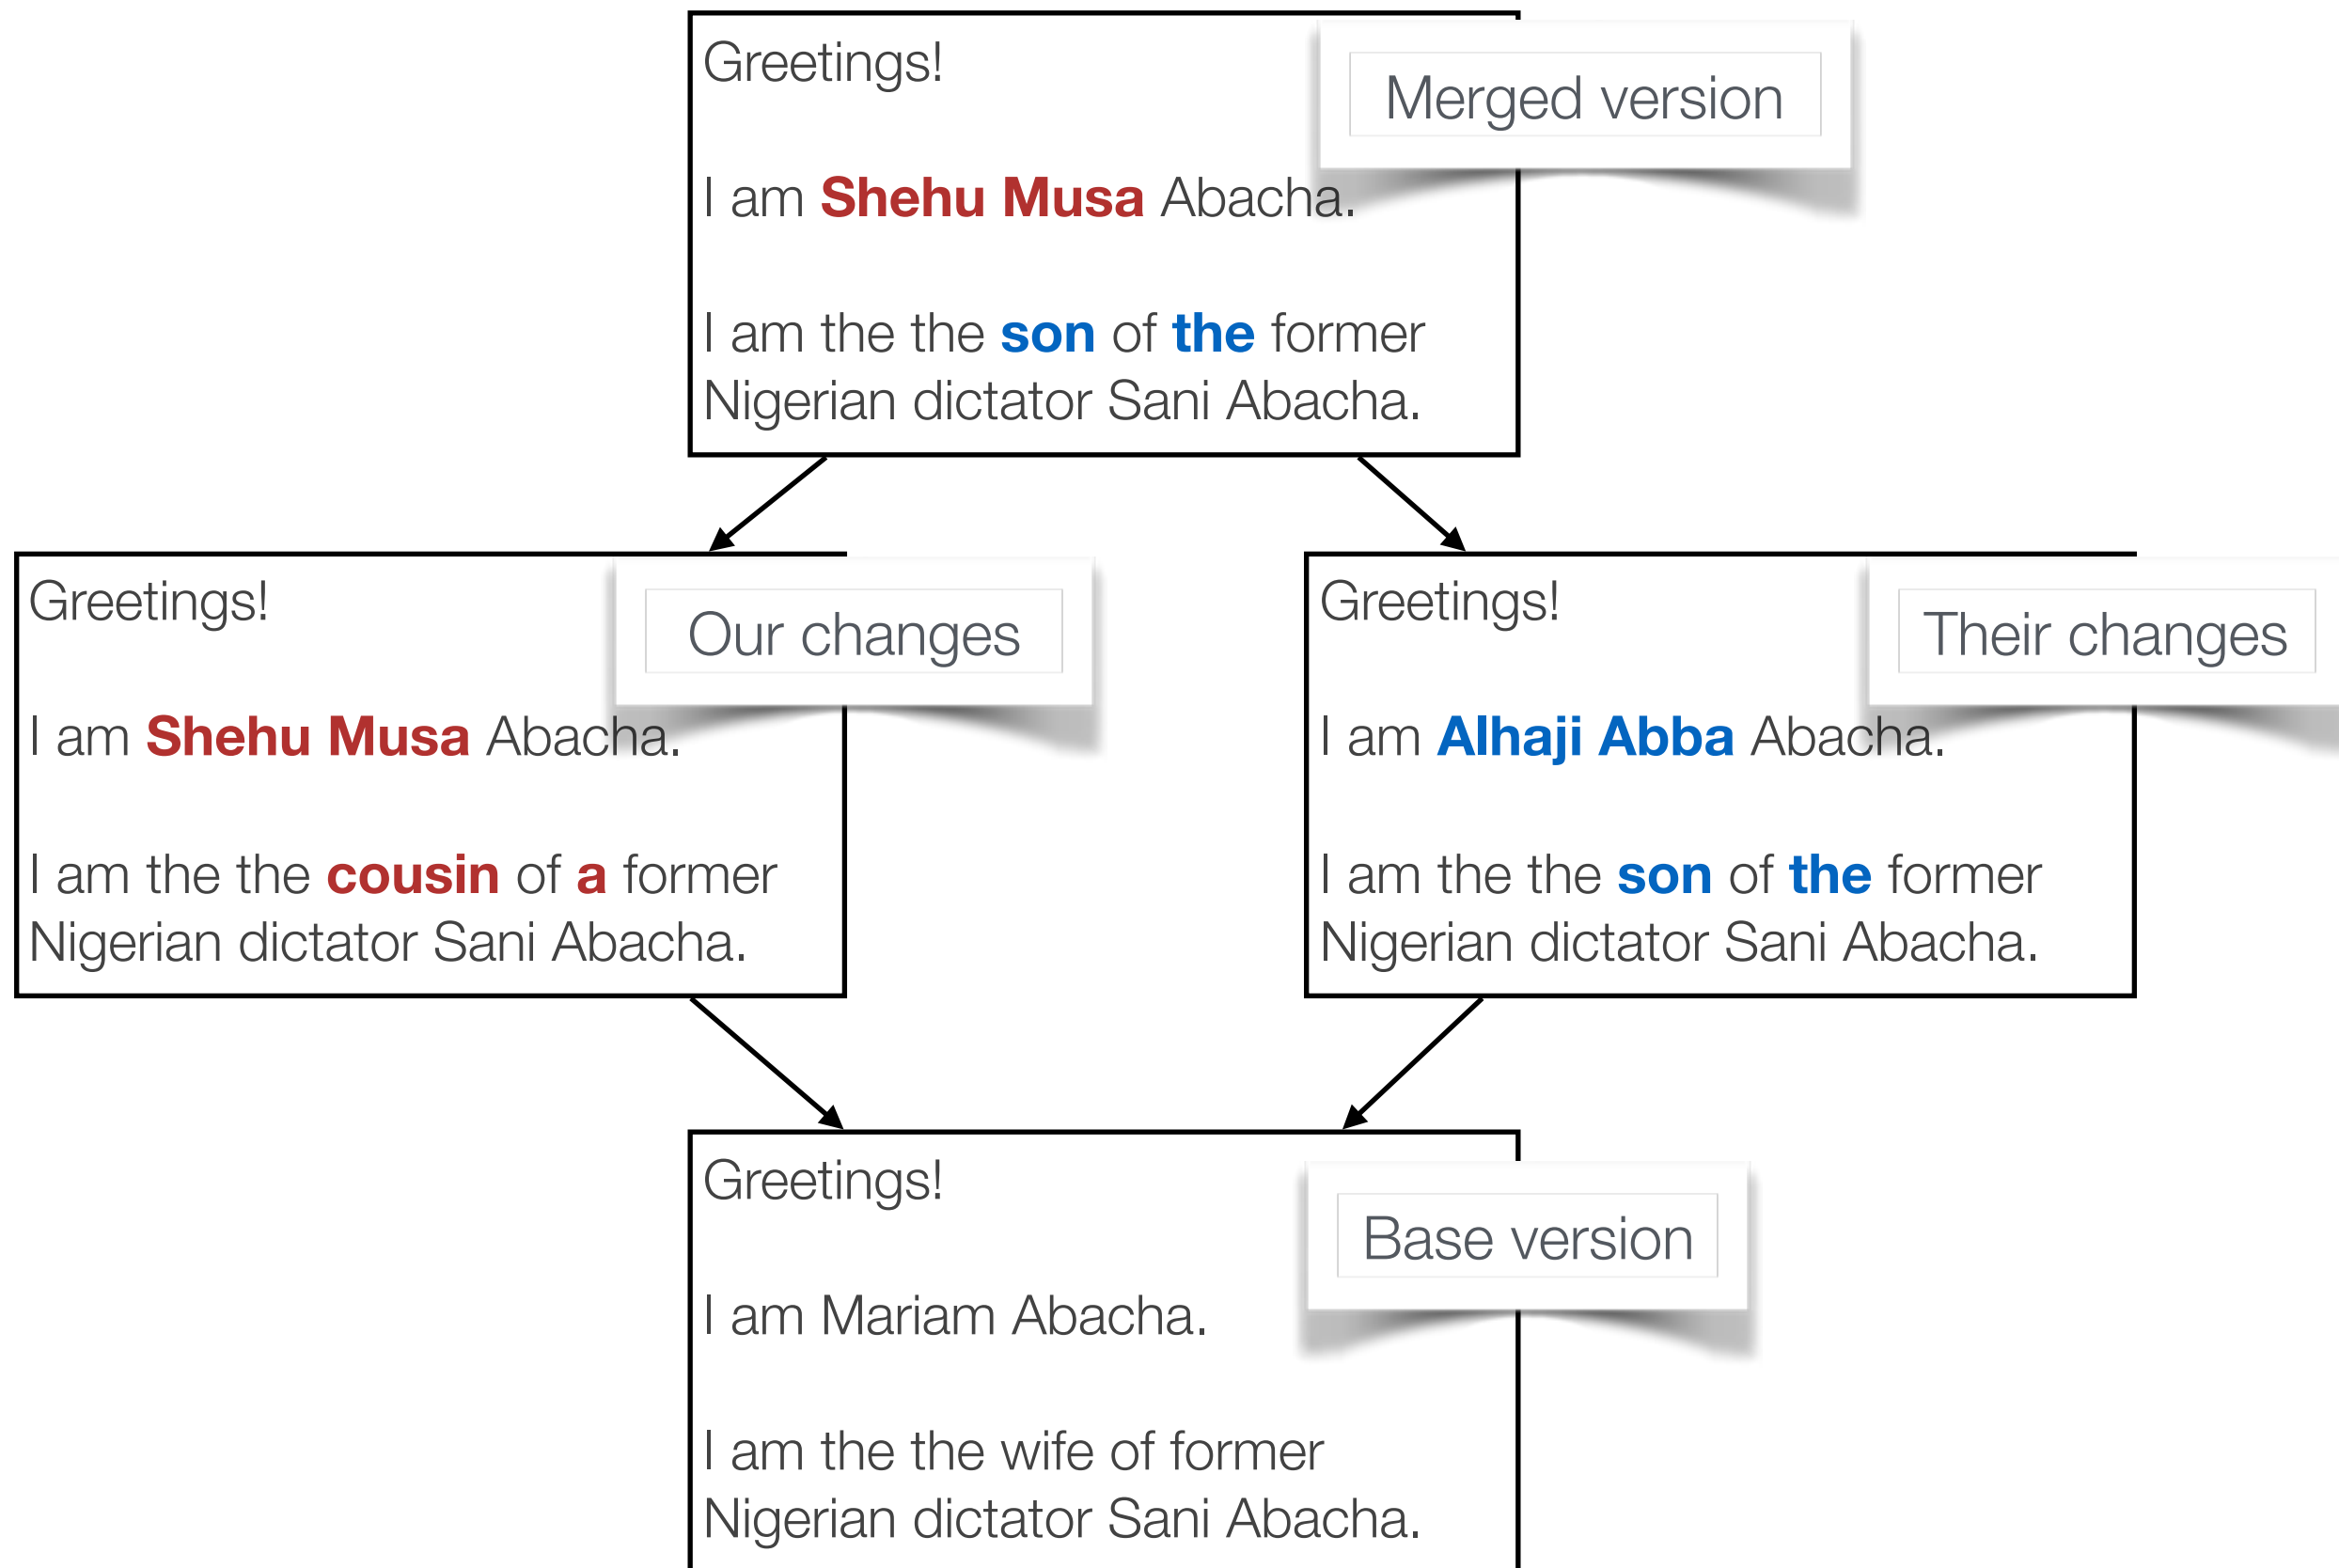 Greetings!
Merged version
I am Shehu Musa Abacha.
I am the the son of the former
Nigerian dictator Sani Abacha.
Greetings!
Our changes
I am Shehu Musa Abacha.
I am the the cousin of a former
Nigerian dictator Sani Abacha.
Greetings!
Their changes
I am Alhaji Abba Abacha.
I am the the son of the former
Nigerian dictator Sani Abacha.
Greetings!
Base version
I am Mariam Abacha.
I am the the wife of former
Nigerian dictator Sani Abacha.